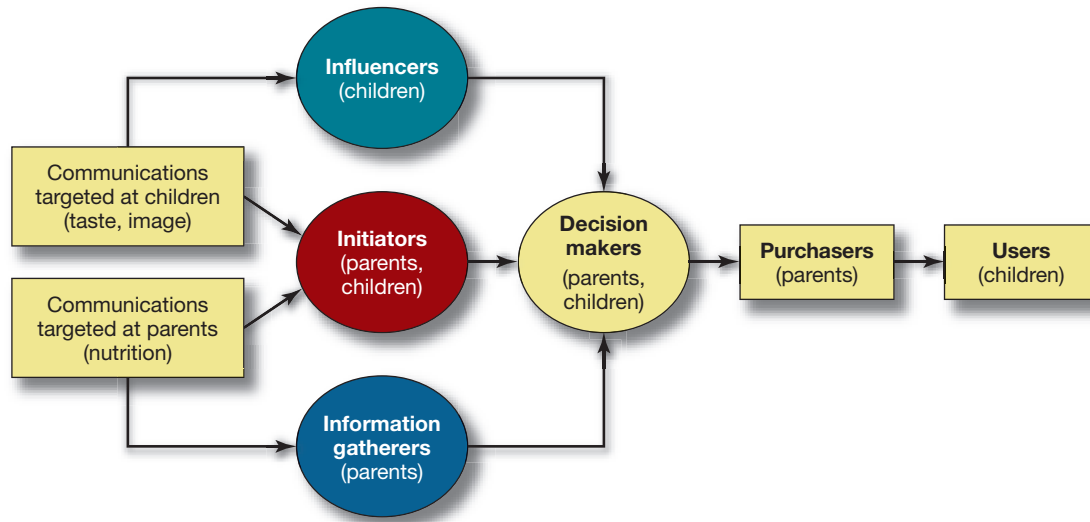 Influencers
(children)
Communications
targeted at children
(taste, image)
Initiators
(parents,
children)
Communications
targeted at parents
(nutrition)
Information
gatherers
(parents)
Decision
makers
(parents,
children)
Purchasers
(parents)
Users
(children)